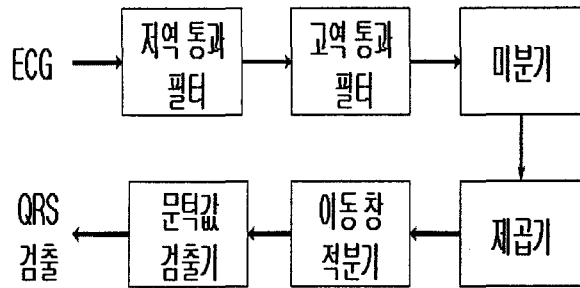 ECG
저역 통과
필터
고역 통과
필터
미분기
제곱기
이동 창
적분기
문턱값
검출기
QRS
검출